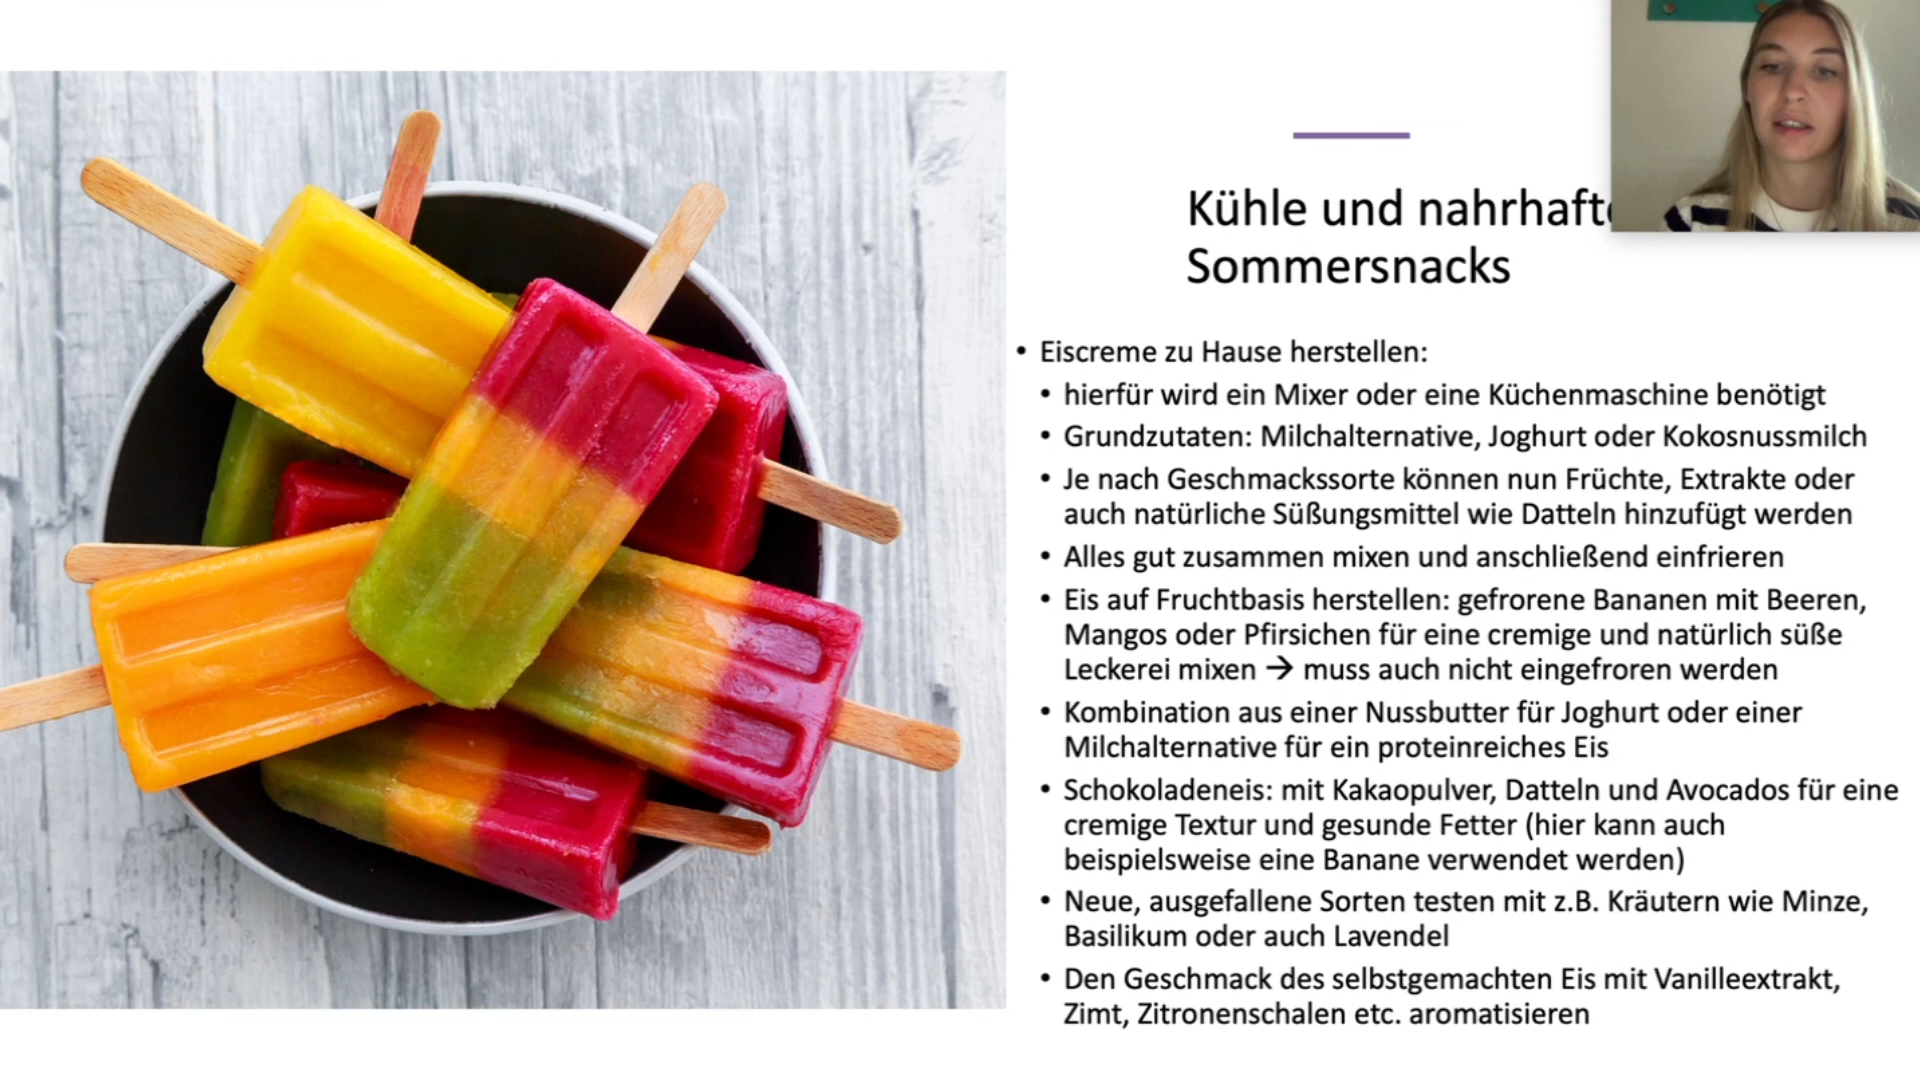 Kühle und nahrhafte
Sommersnacks
• Eiscreme zu Hause herstellen:
• hierfür wird ein Mixer oder eine Küchenmaschine benötigt
• Grundzutaten: Milchalternative, Joghurt oder Kokosnussmilch
• Je nach Geschmackssorte können nun Früchte, Extrakte oder
auch natürliche Süßungsmittel wie Datteln hinzufügt werden
• Alles gut zusammen mixen und anschließend einfrieren
• Eis auf Fruchtbasis herstellen: gefrorene Bananen mit Beeren,
Mangos oder Pfirsichen für eine cremige und natürlich süße
Leckerei mixen → muss auch nicht eingefroren werden
• Kombination aus einer Nussbutter für Joghurt oder einer
Milchalternative für ein proteinreiches Eis
• Schokoladeneis: mit Kakaopulver, Datteln und Avocados für eine
cremige Textur und gesunde Fetter (hier kann auch
beispielsweise eine Banane verwendet werden)
• Neue, ausgefallene Sorten testen mit z.B. Kräutern wie Minze,
Basilikum oder auch Lavendel
• Den Geschmack des selbstgemachten Eis mit Vanilleextrakt,
Zimt, Zitronenschalen etc. aromatisieren